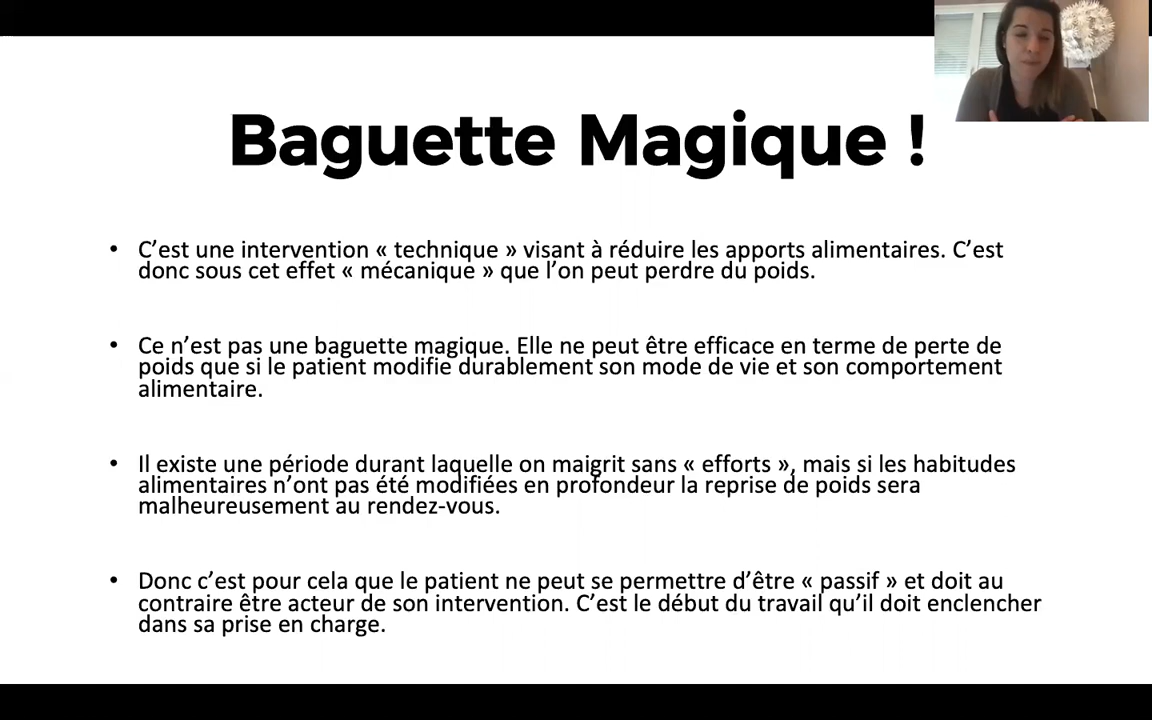 Baguette Magique !
• C’est une intervention « technique » visant à réduire les apports alimentaires. C’est
donc sous cet effet « mécanique » que l’on peut perdre du poids.
• Ce n’est pas une baguette magique. Elle ne peut être efficace en terme de perte de
poids que si le patient modifie durablement son mode de vie et son comportement
alimentaire.
• Il existe une période durant laquelle on maigrit sans « efforts », mais si les habitudes
alimentaires n’ont pas été modifiées en profondeur la reprise de poids sera
malheureusement au rendez-vous.
• Donc c’est pour cela que le patient ne peut se permettre d’être « passif » et doit au
contraire être acteur de son intervention. C’est le début du travail qu’il doit enclencher
dans sa prise en charge.